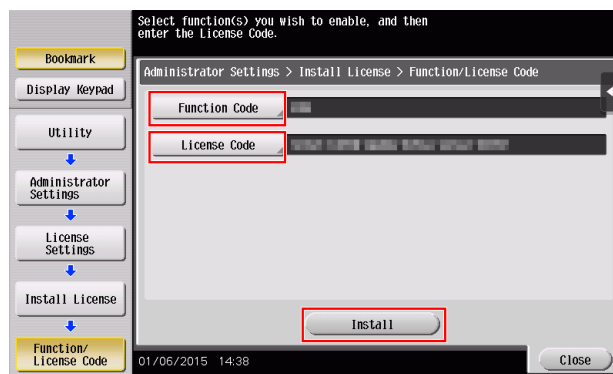 Select function(s) you wish to enable, and then
enter the License Code.
Bookmark
Display Keypad
Utility
Administrator
Settings
License
Settings
Install License
Function/
License Code
Administrator Settings > Install License > Function/License Code
Function Code
License Code
Install
01/06/2015 14:38
Close